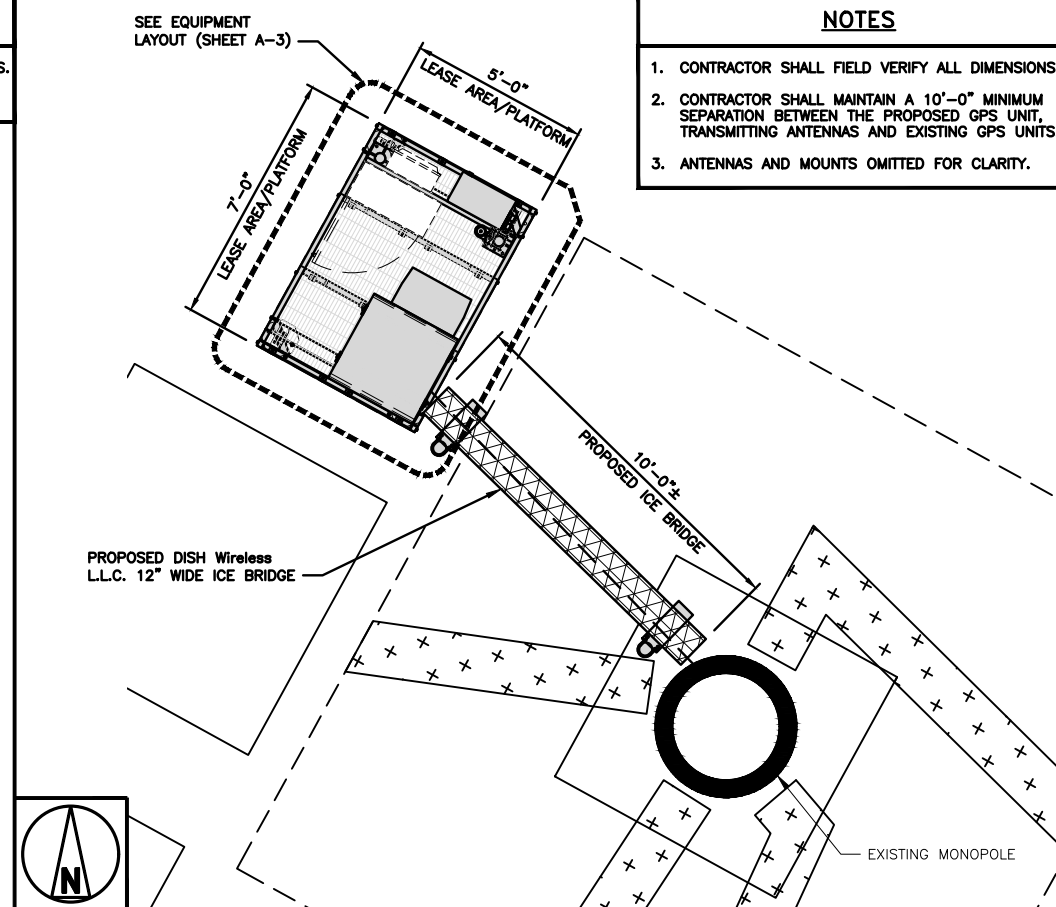 SEE EQUIPMENT
LAYOUT (SHEET A-3)
5'-0"
LEASE AREA/PLATFORM
7'-0"
LEASE AREA/PLATFORM
S.
NOTES
1. CONTRACTOR SHALL FIELD VERIFY ALL DIMENSIONS
2. CONTRACTOR SHALL MAINTAIN A 10'-0" MINIMUM
SEPARATION BETWEEN THE PROPOSED GPS UNIT,
TRANSMITTING ANTENNAS AND EXISTING GPS UNITS
3. ANTENNAS AND MOUNTS OMITTED FOR CLARITY.
10'-0"±
PROPOSED ICE BRIDGE
PROPOSED DISH Wireless
L.L.C. 12" WIDE ICE BRIDGE
EXISTING MONOPOLE
N